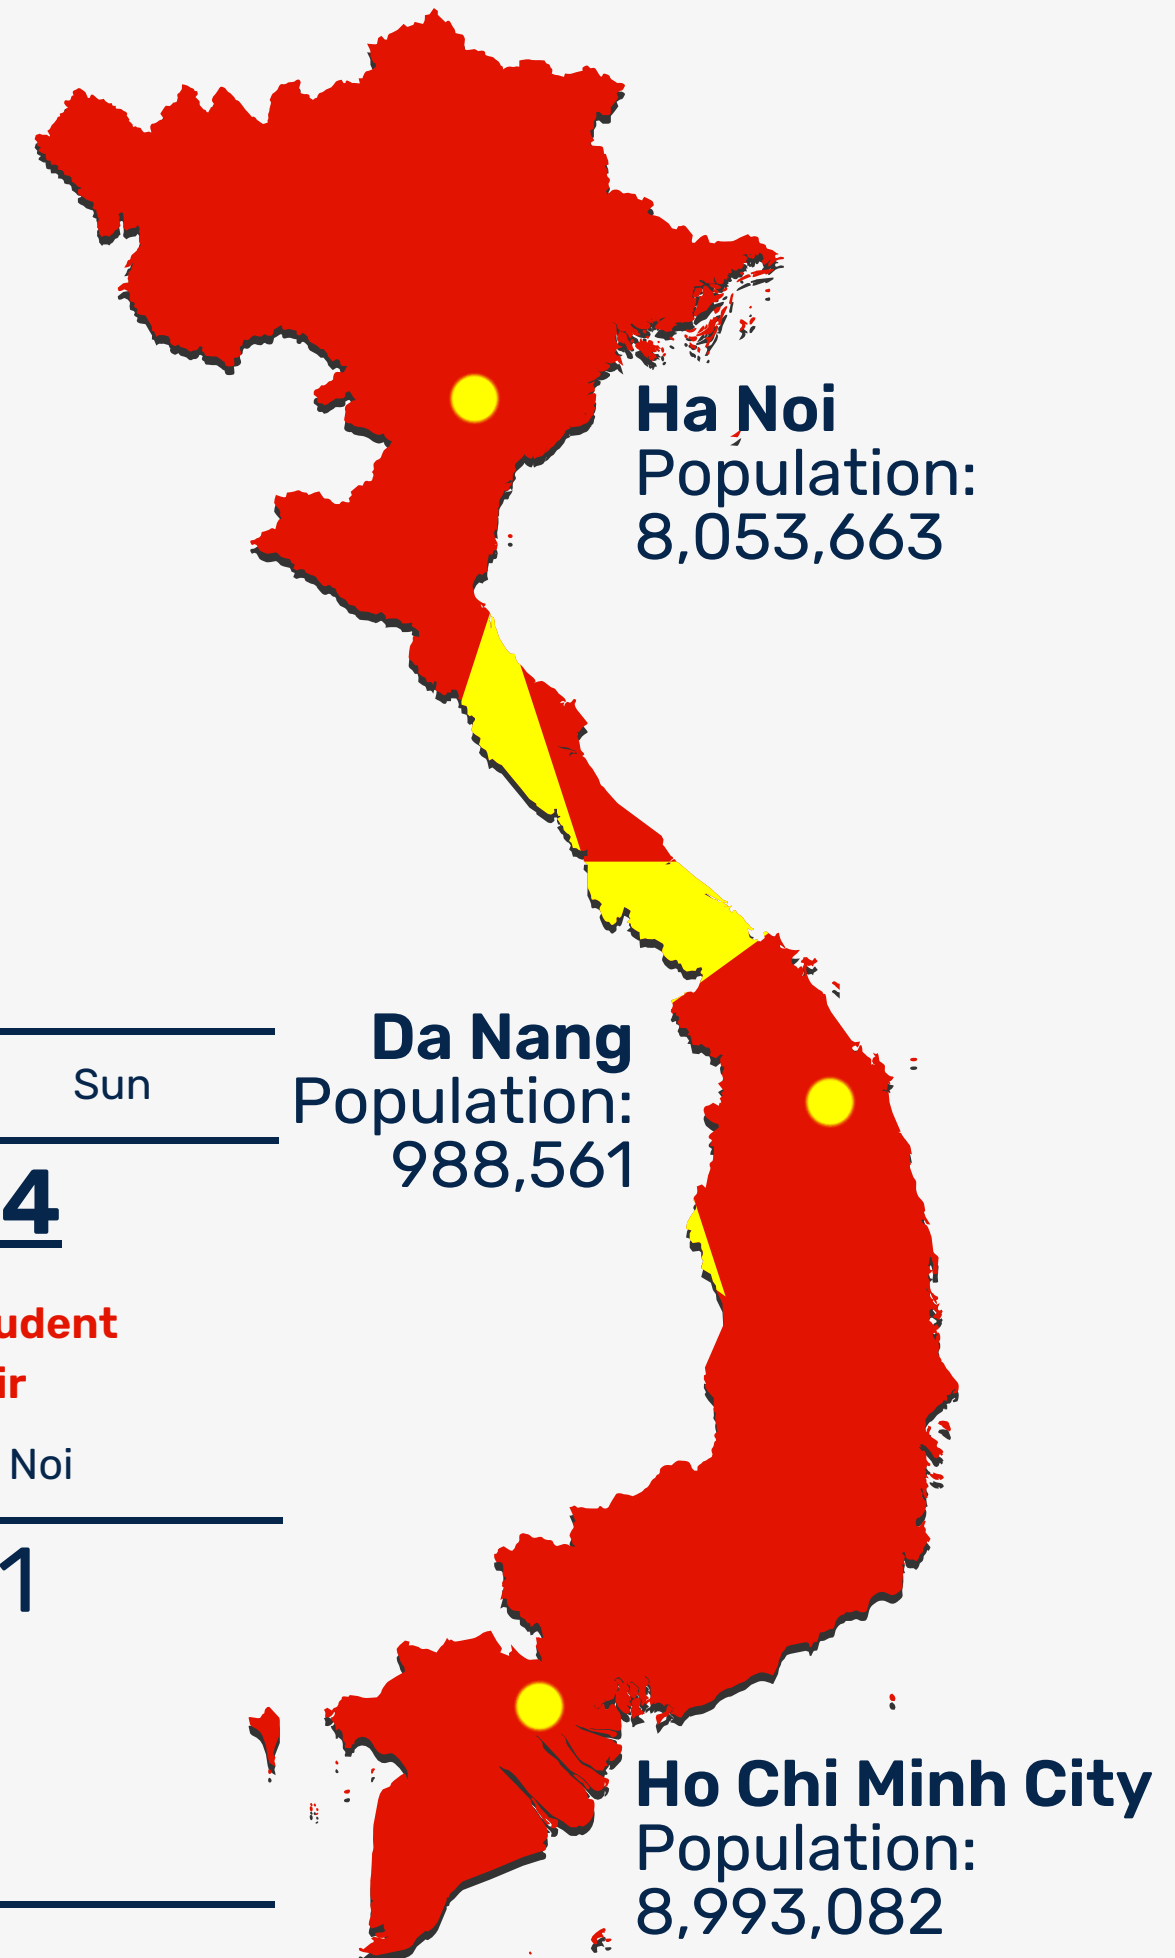 Ha Noi
Population:
8,053,663
Da Nang
Population:
988,561
Sun
4
udent
ir
Noi
1
Ho Chi Minh City
Population:
8,993,082